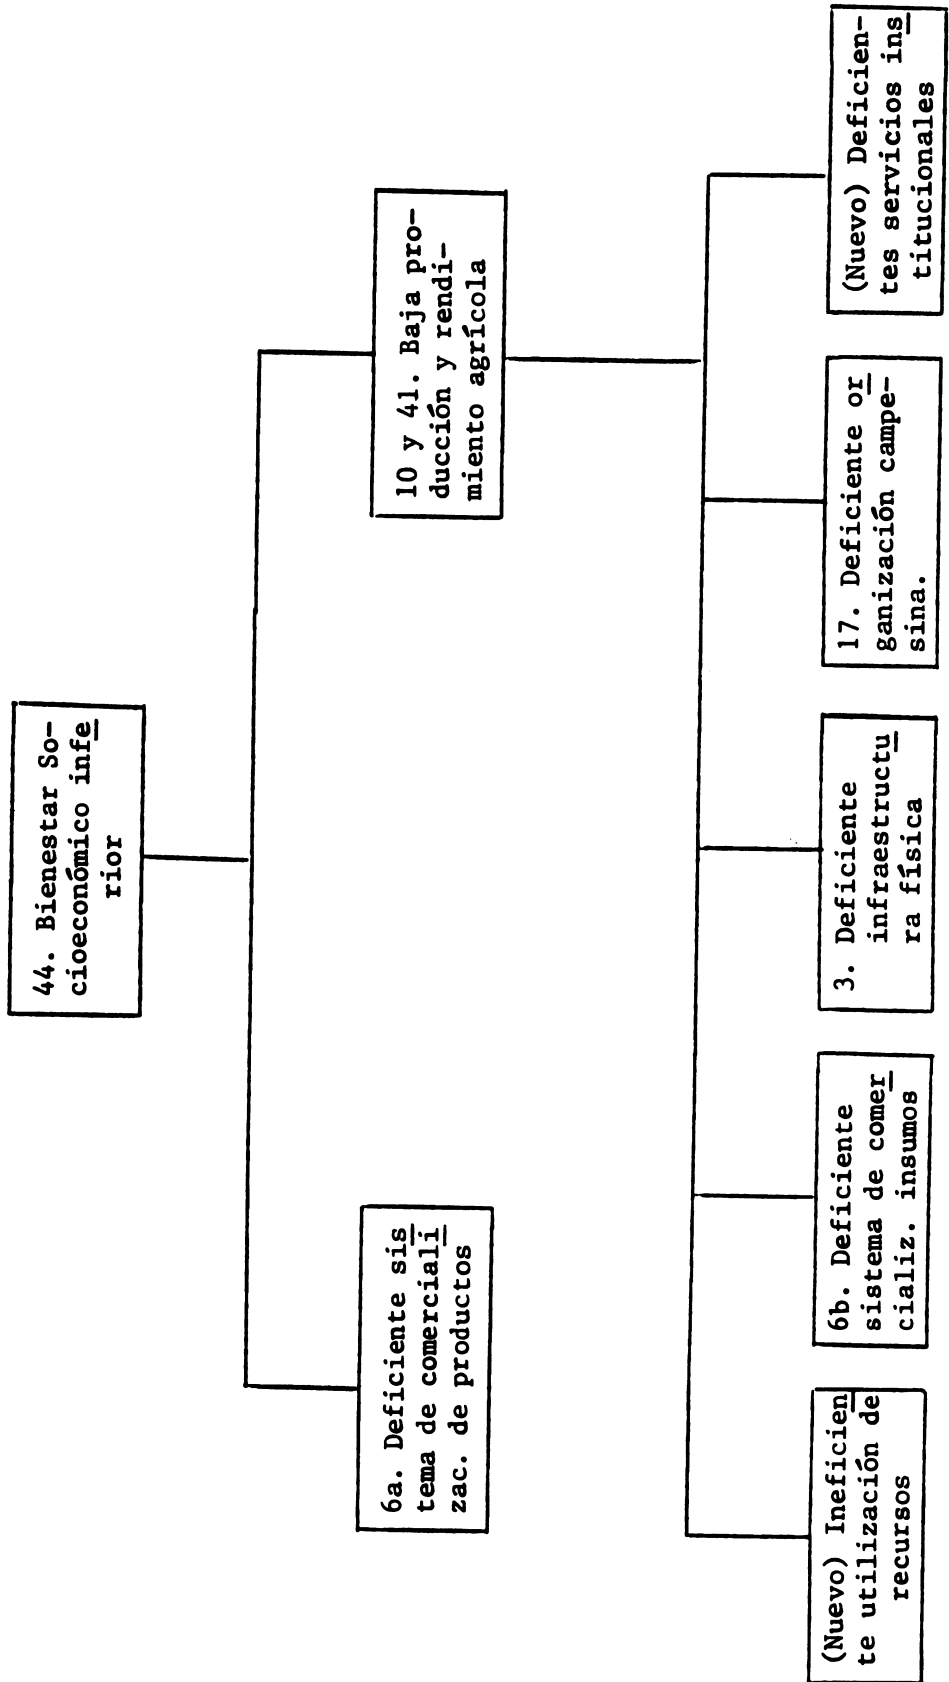 44. Bienestar So-
cioeconómico infe
rior
6a. Deficiente sis
tema de comerciali
zac. de productos
10 y 41. Baja pro-
ducción y rendi-
miento agrícola
(Nuevo) Ineficien
te utilización de
recursos
6b. Deficiente
sistema de comer
cializ. insumos
3. Deficiente
infraestructu
ra física
17. Deficiente or
ganización campe-
sina.
(Nuevo) Deficien-
tes servicios ins
titucionales